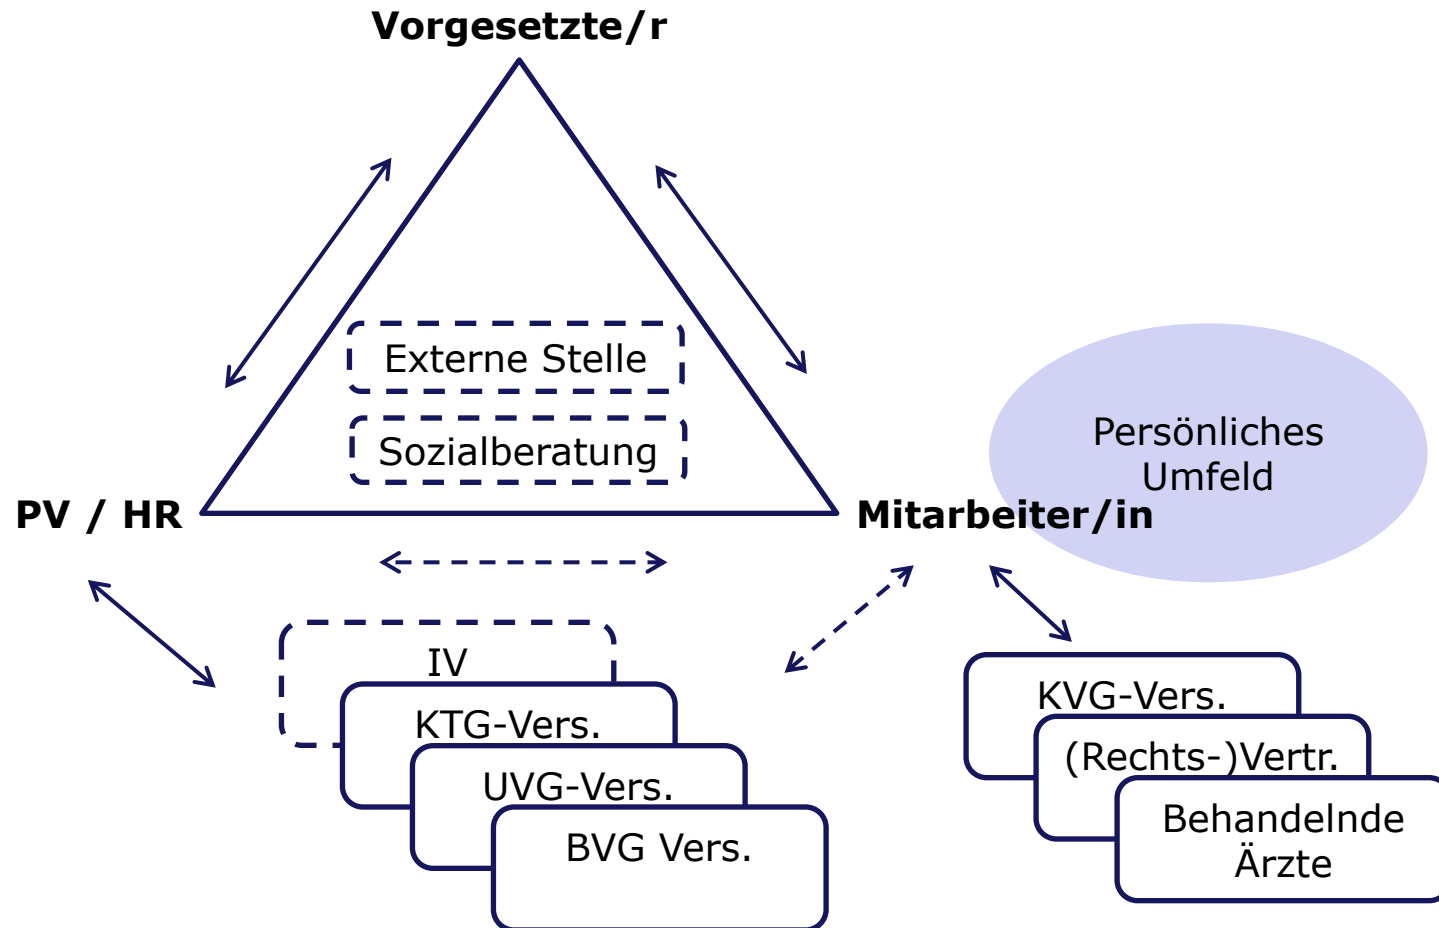 Vorgesetzte/r
Externe Stelle
Sozialberatung
Persönliches
Umfeld
PV / HR
Mitarbeiter/in
IV
KTG-Vers.
UVG-Vers.
BVG Vers.
KVG-Vers.
(Rechts-)Vertr.
Behandelnde
Ärzte